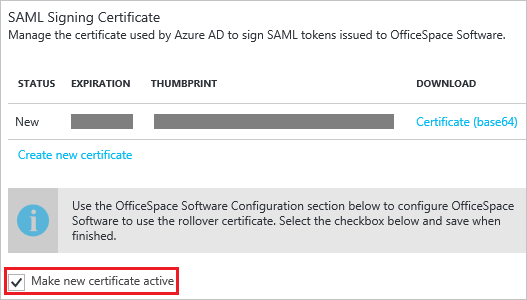 SAML Signing Certificate
Manage the certificate used by Azure AD to sign SAML tokens issued to OfficeSpace Software.
STATUS EXPIRATION THUMBPRINT DOWNLOAD
New Certificate (base64)
Create new certificate
Use the OfficeSpace Software Configuration section below to configure OfficeSpace
Software to use the rollover certificate. Select the checkbox below and save when
finished.
Make new certificate active